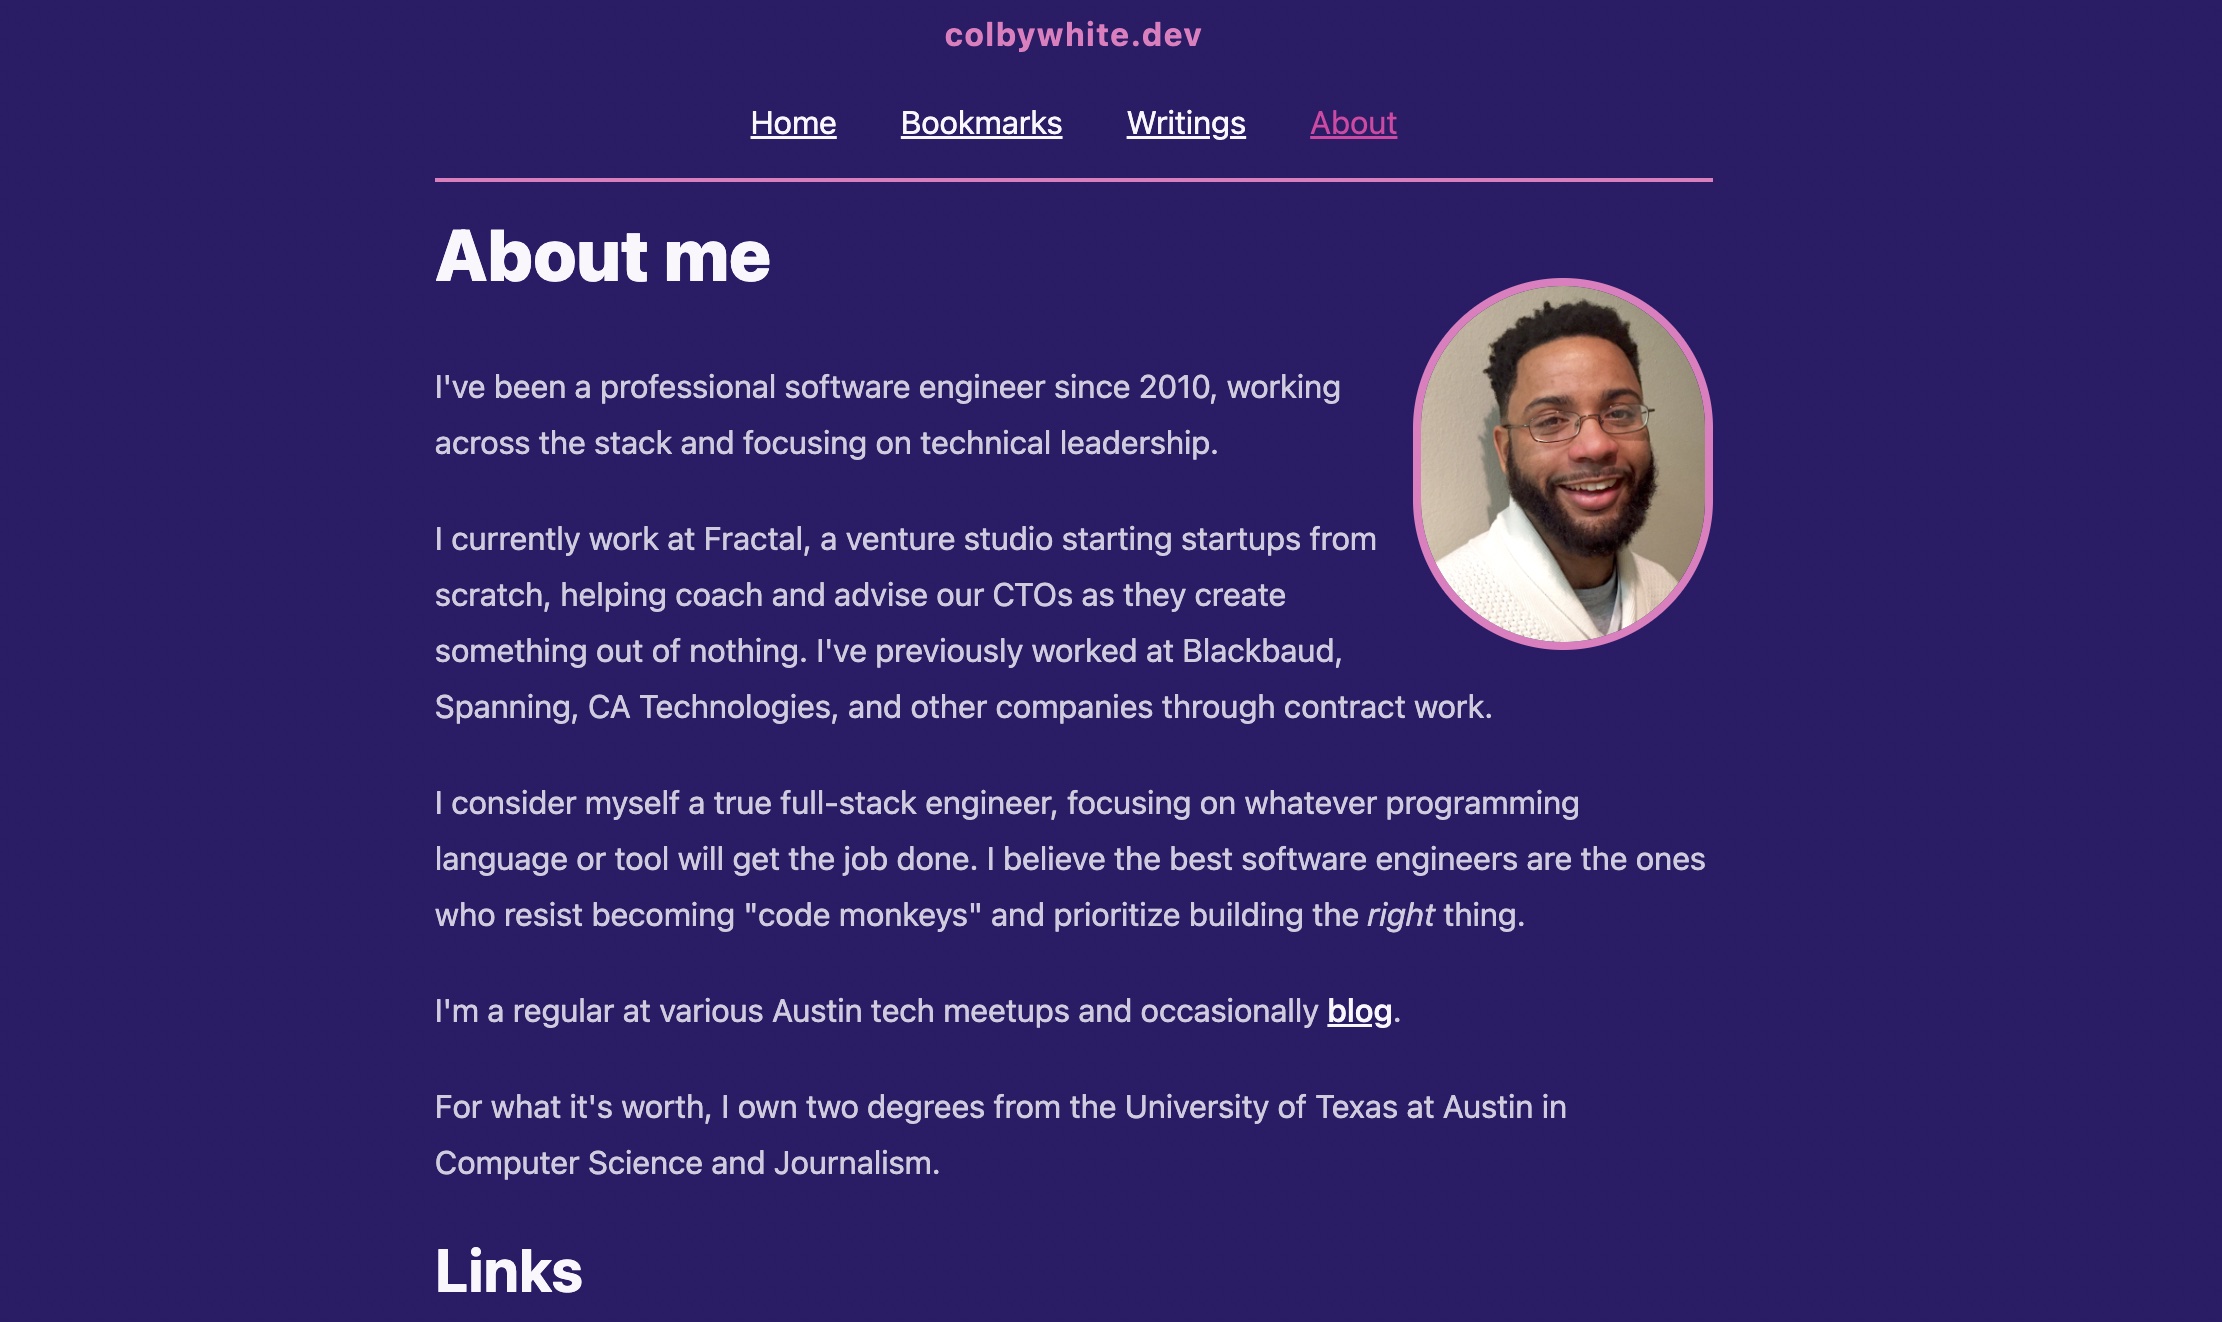 colbywhite.dev
Home Bookmarks Writings About
About me
I've been a professional software engineer since 2010, working
across the stack and focusing on technical leadership.
I currently work at Fractal, a venture studio starting startups from
scratch, helping coach and advise our CTOs as they create
something out of nothing. I've previously worked at Blackbaud,
Spanning, CA Technologies, and other companies through contract work.
I consider myself a true full-stack engineer, focusing on whatever programming
language or tool will get the job done. I believe the best software engineers are the ones
who resist becoming "code monkeys" and prioritize building the right thing.
I'm a regular at various Austin tech meetups and occasionally blog.
For what it's worth, I own two degrees from the University of Texas at Austin in
Computer Science and Journalism.
Links